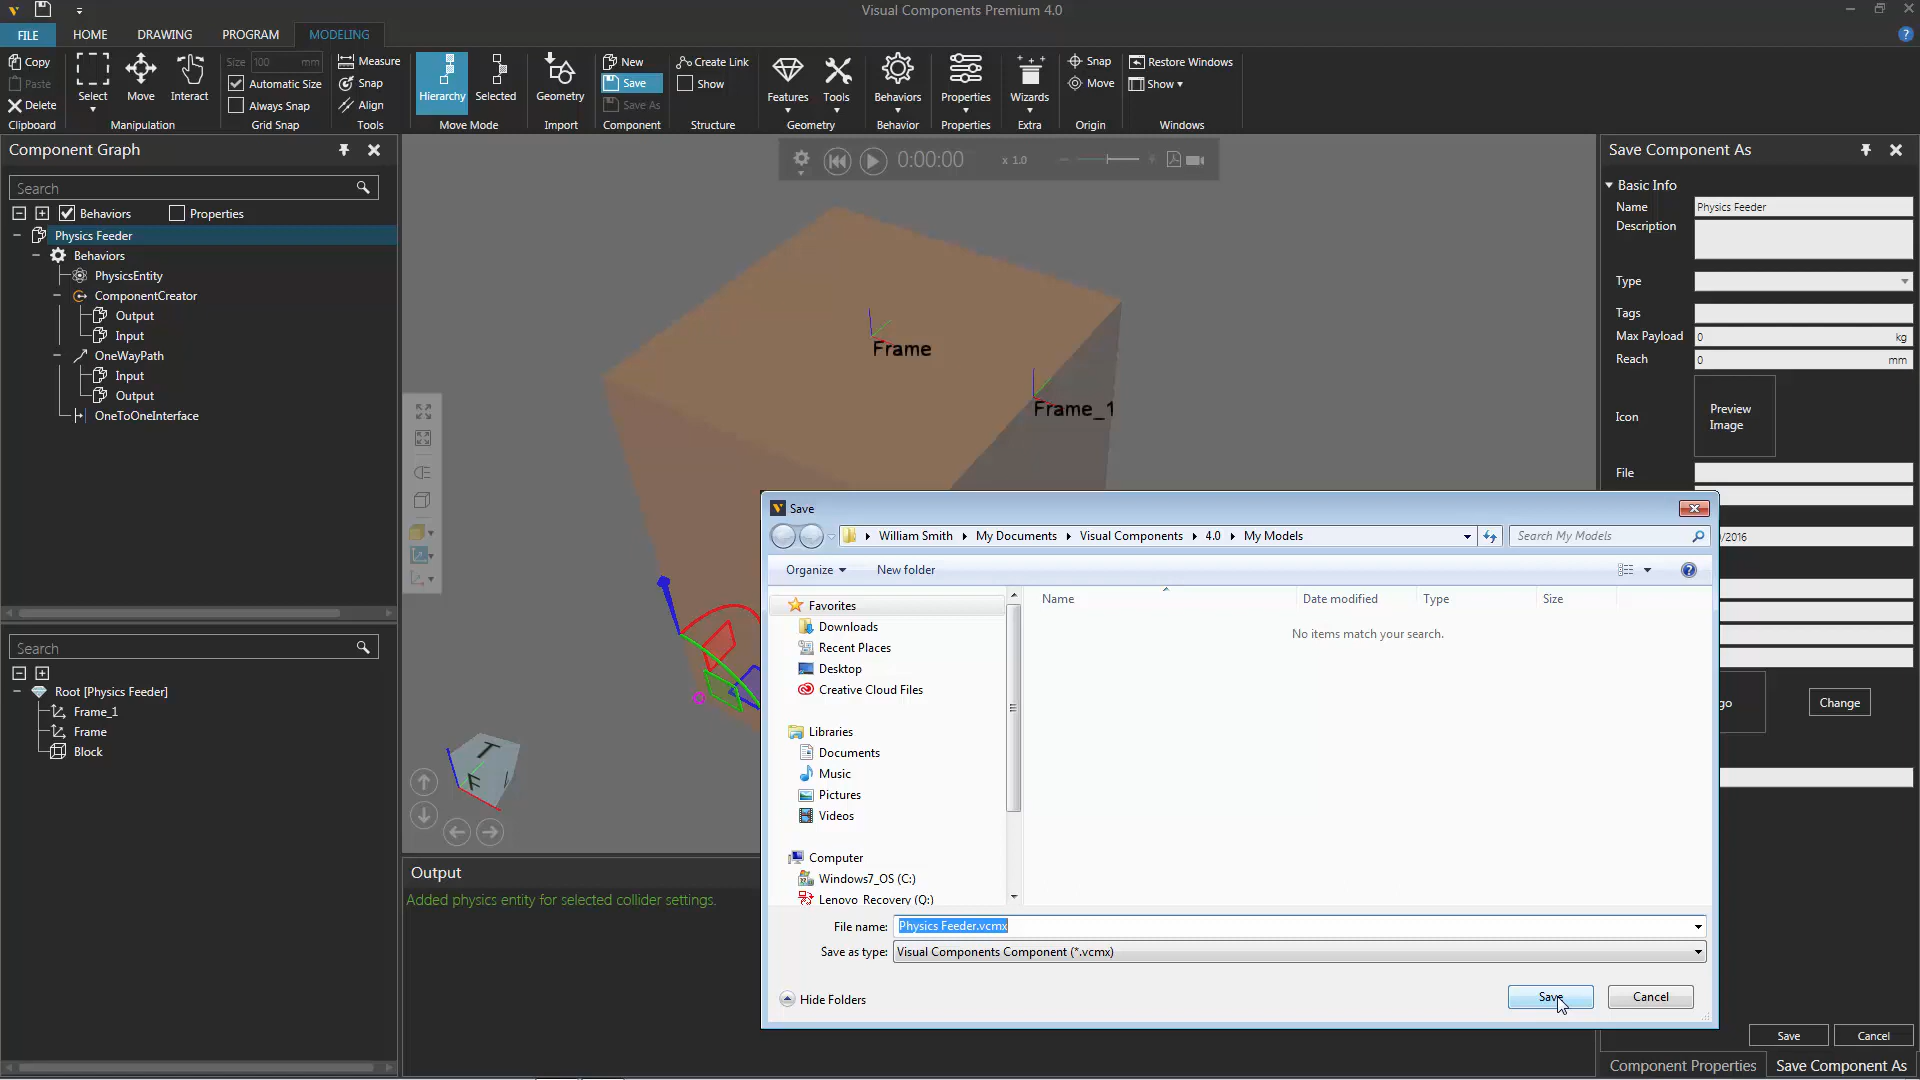 Visual Components Premium 4.0
FILE HOME DRAWING PROGRAM MODELING
Copy
Paste
Delete
Clipboard
Select Move Interact
Manipulation
Size 100 mm
Automatic Size
Always Snap
Grid Snap
Measure
Snap
Align
Tools
Hierarchy Selected
Move Mode
Geometry
Import
New
Save
Save As
Component
Create Link
Show
Structure
Features Tools
Geometry
Behaviors
Behavior
Properties
Properties
Wizards
Extra
Snap
Move
Origin
Restore Windows
Show
Windows
Component Graph
Search
Behaviors Properties
Physics Feeder
Behaviors
PhysicsEntity
ComponentCreator
Output
Input
OneWayPath
Input
Output
OneToOneInterface
Search
Root [Physics Feeder]
Frame_1
Frame
Block
0:00:00 x 1.0
Frame
Frame_1
T
F
Output
Added physics entity for selected collider settings.
Save
William Smith My Documents Visual Components 4.0 My Models
Search My Models
Organize New folder
Name Date modified Type Size
No items match your search.
Favorites
Downloads
Recent Places
Desktop
Creative Cloud Files
Libraries
Documents
Music
Pictures
Videos
Computer
Windows7_OS (C:)
Lenovo Recovery (Q:)
File name: Physics Feeder.vcmx
Save as type: Visual Components Component (*.vcmx)
Hide Folders
Save Cancel
Save Component As
Basic Info
Name Physics Feeder
Description
Type
Tags
Max Payload 0 kg
Reach 0 mm
Icon Preview Image
File
/2016
go Change
Save Cancel
Component Properties Save Component As